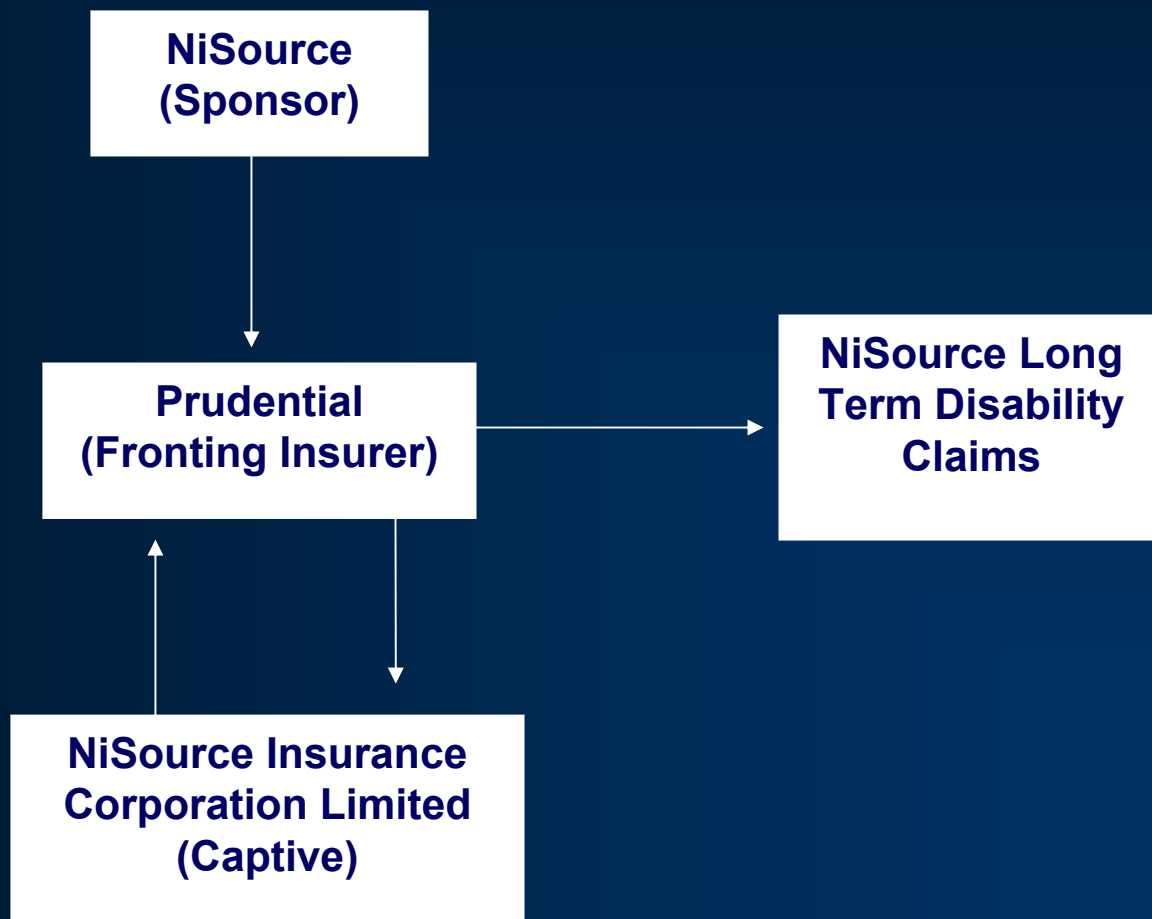 NiSource
(Sponsor)
Prudential
(Fronting Insurer)
NiSource Long
Term Disability
Claims
NiSource Insurance
Corporation Limited
(Captive)